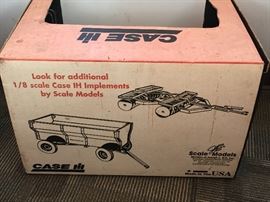 CASE IH
Look for additional
1/8 scale Case IH Implements
by Scale Models
Scale Models
CASE IH
USA